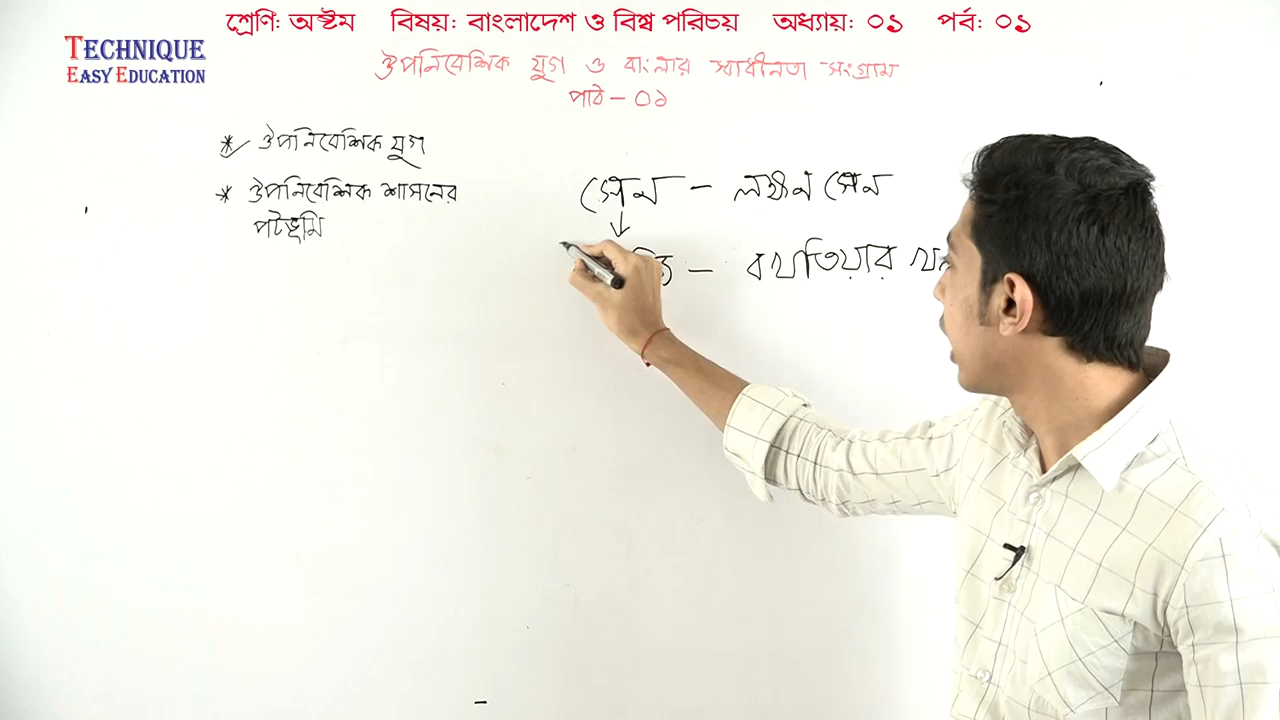 শ্রেণি: অষ্টম বিষয়: বাংলাদেশ ও বিশ্ব পরিচয় অধ্যায়: ০১ পর্ব: ০১
TECHNIQUE
EASY EDUCATION
ঔপনিবেশিক যুগ ও বাংলার স্বাধীনতা সংগ্রাম
পাঠ - ০১
* ঔপনিবেশিক যুগ
* ঔপনিবেশিক শাসনের
পটভূমি
সেন - লক্ষন সেন
- বখতিয়ার